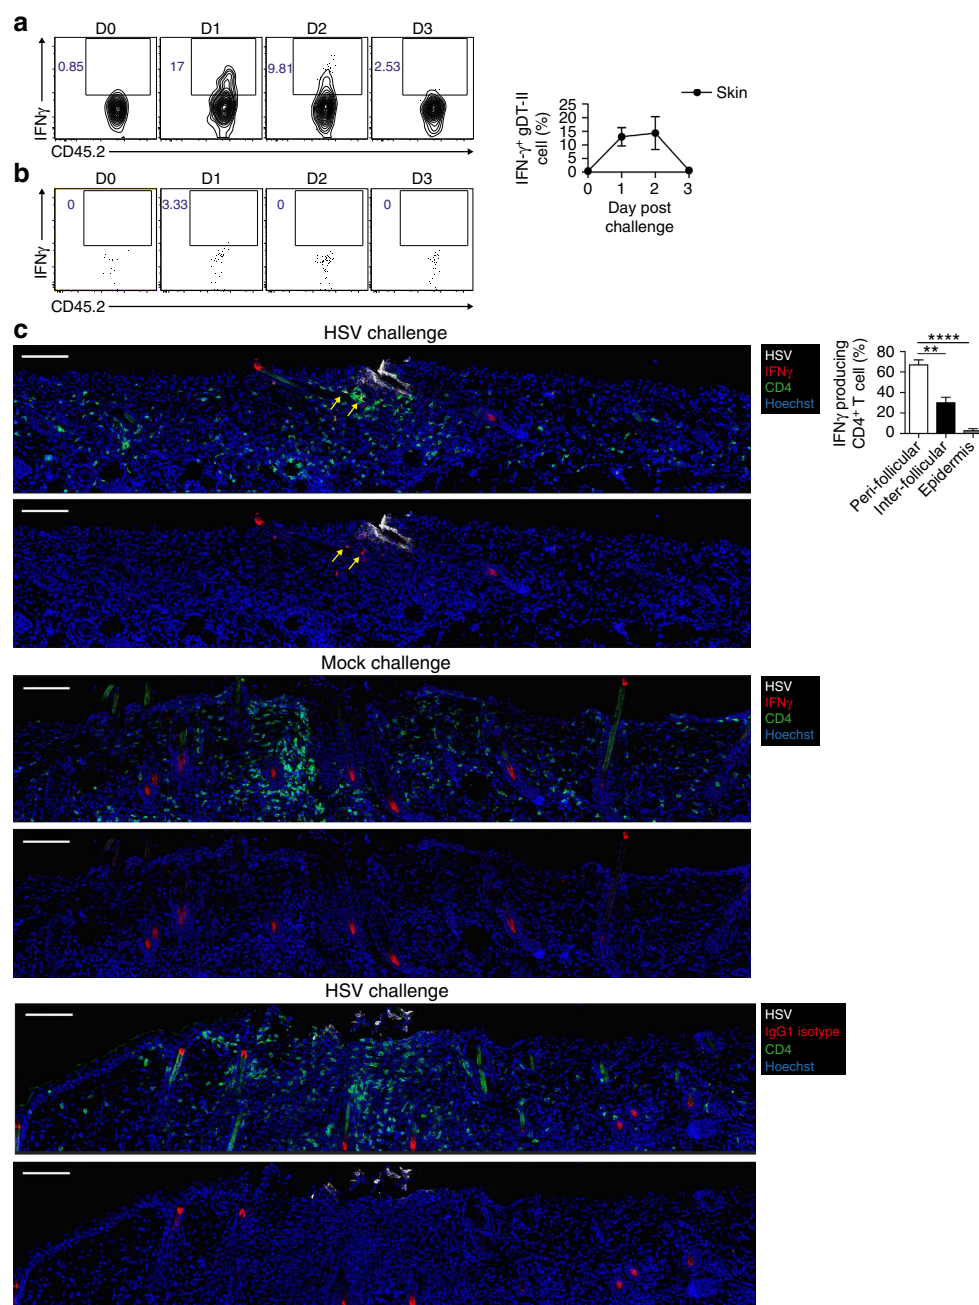 a
D0 D1 D2 D3
0.85 17 9.81 2.53
IFNγ
CD45.2
Skin
IFN-γ+ gDT-II
cell (%)
25
20
15
10
5
0
0 1 2 3
Day post
challenge
b
D0 D1 D2 D3
0 3.33 0 0
IFNγ
CD45.2
c
HSV challenge
HSV
IFNγ
CD4
Hoechst
IFNγ producing
CD4+ T cell (%)
80
60
40
20
0
****
**
Peri-follicular
Inter-follicular
Epidermis
Mock challenge
HSV
IFNγ
CD4
Hoechst
HSV challenge
HSV
IgG1 isotype
CD4
Hoechst